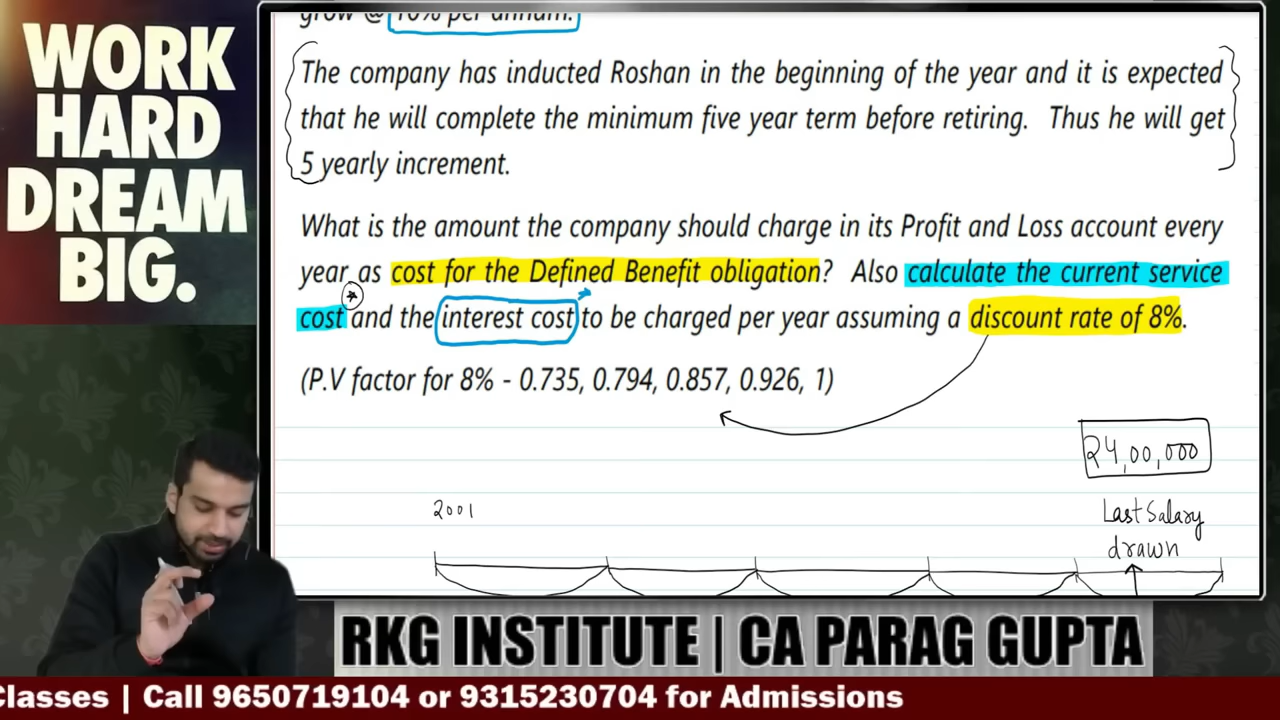 WORK
HARD
DREAM
BIG.
grow @ 10% per annum.
The company has inducted Roshan in the beginning of the year and it is expected
that he will complete the minimum five year term before retiring. Thus he will get
5 yearly increment.
What is the amount the company should charge in its Profit and Loss account every
year as cost for the Defined Benefit obligation? Also calculate the current service
cost and the interest cost to be charged per year assuming a discount rate of 8%.
(P.V factor for 8% - 0.735, 0.794, 0.857, 0.926, 1)
24,00,000
2001
Last Salary
drawn
RKG INSTITUTE | CA PARAG GUPTA
Classes | Call 9650719104 or 9315230704 for Admissions